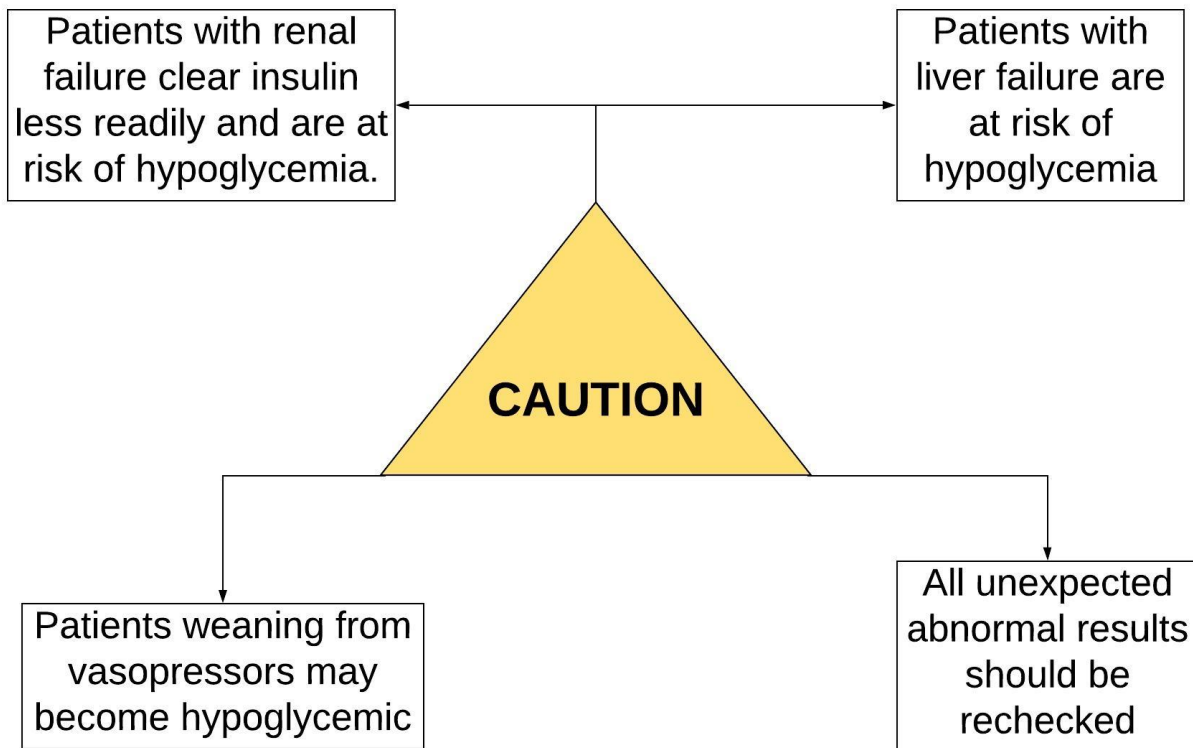 Patients with renal
failure clear insulin
less readily and are at
risk of hypoglycemia.
Patients with
liver failure are
at risk of
hypoglycemia
CAUTION
Patients weaning from
vasopressors may
become hypoglycemic
All unexpected
abnormal results
should be
rechecked